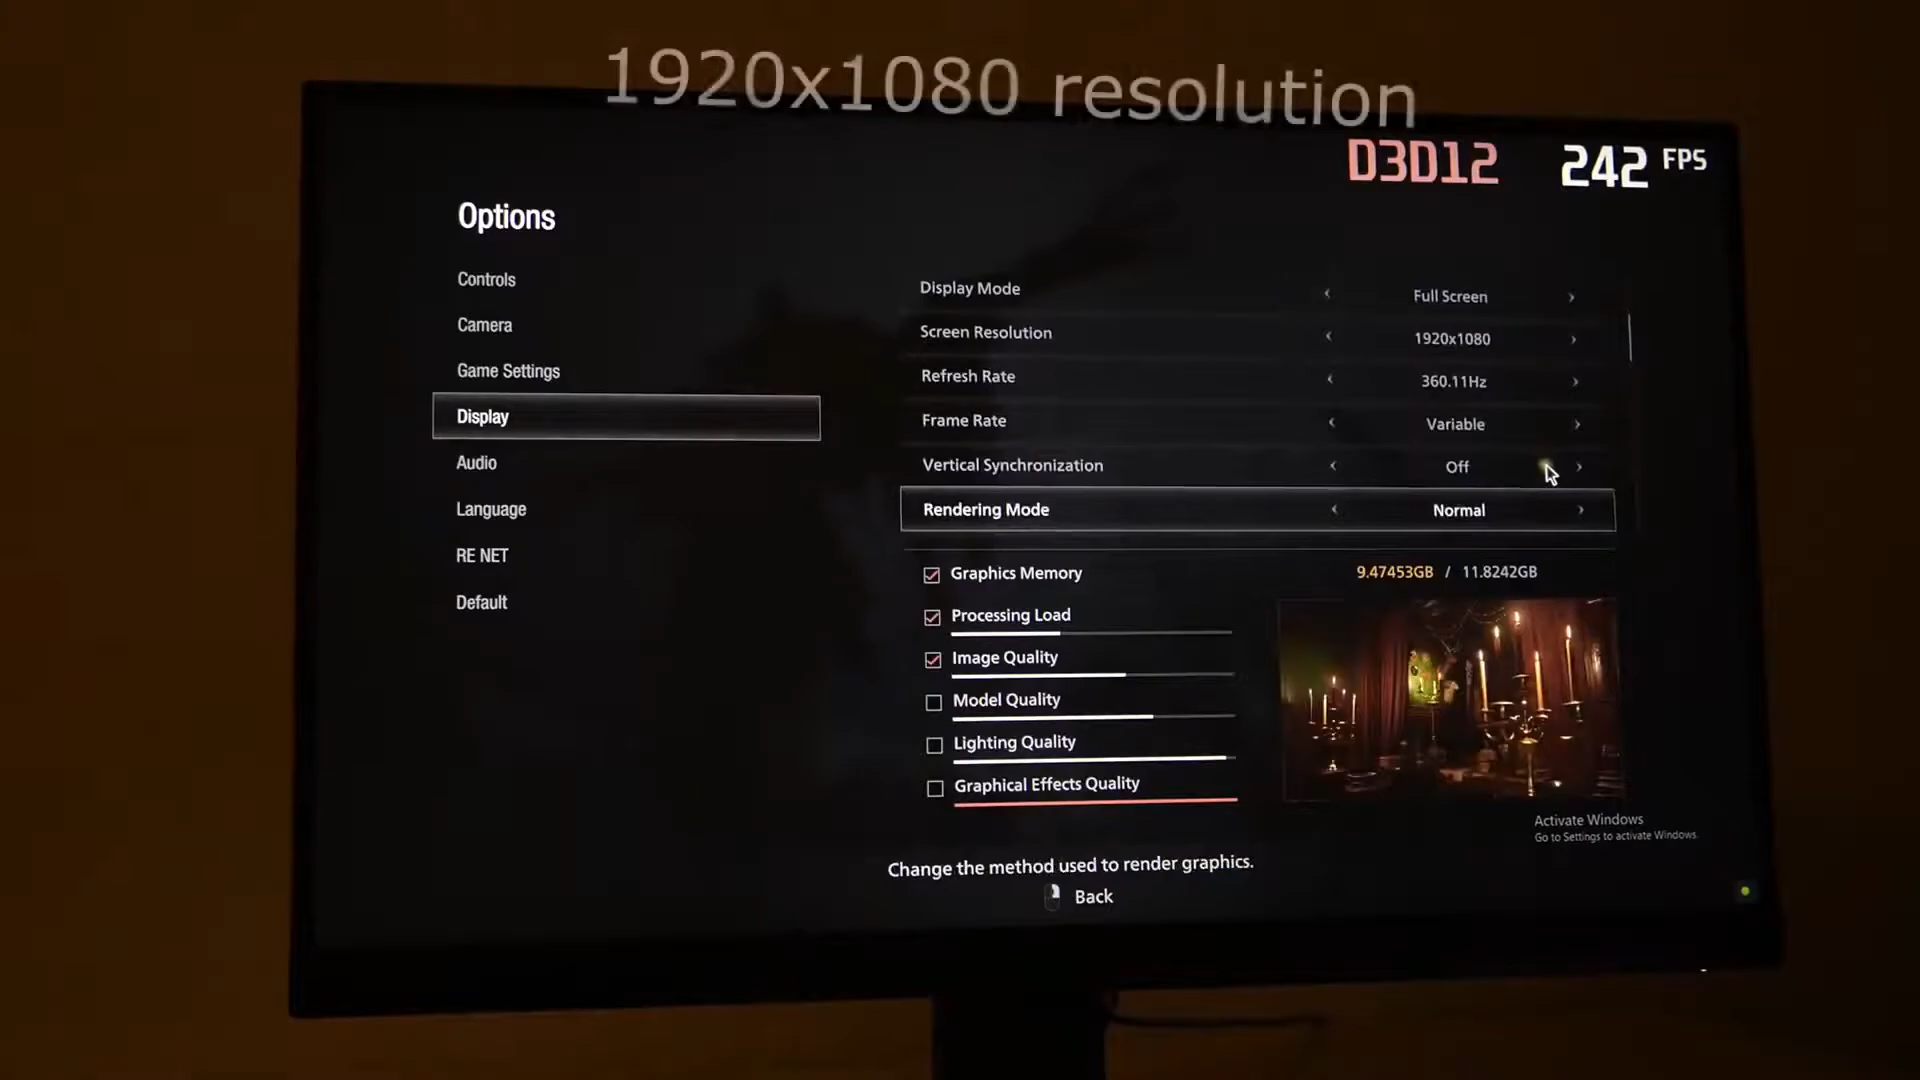 1920x1080 resolution
D3D12 242 FPS
Options
Controls
Camera
Game Settings
Display
Audio
Language
RE NET
Default
Display Mode Full Screen
Screen Resolution 1920x1080
Refresh Rate 360.11Hz
Frame Rate Variable
Vertical Synchronization Off
Rendering Mode Normal
Graphics Memory 9.47453GB / 11.8242GB
Processing Load
Image Quality
Model Quality
Lighting Quality
Graphical Effects Quality
Activate Windows
Go to Settings to activate Windows.
Change the method used to render graphics.
Back